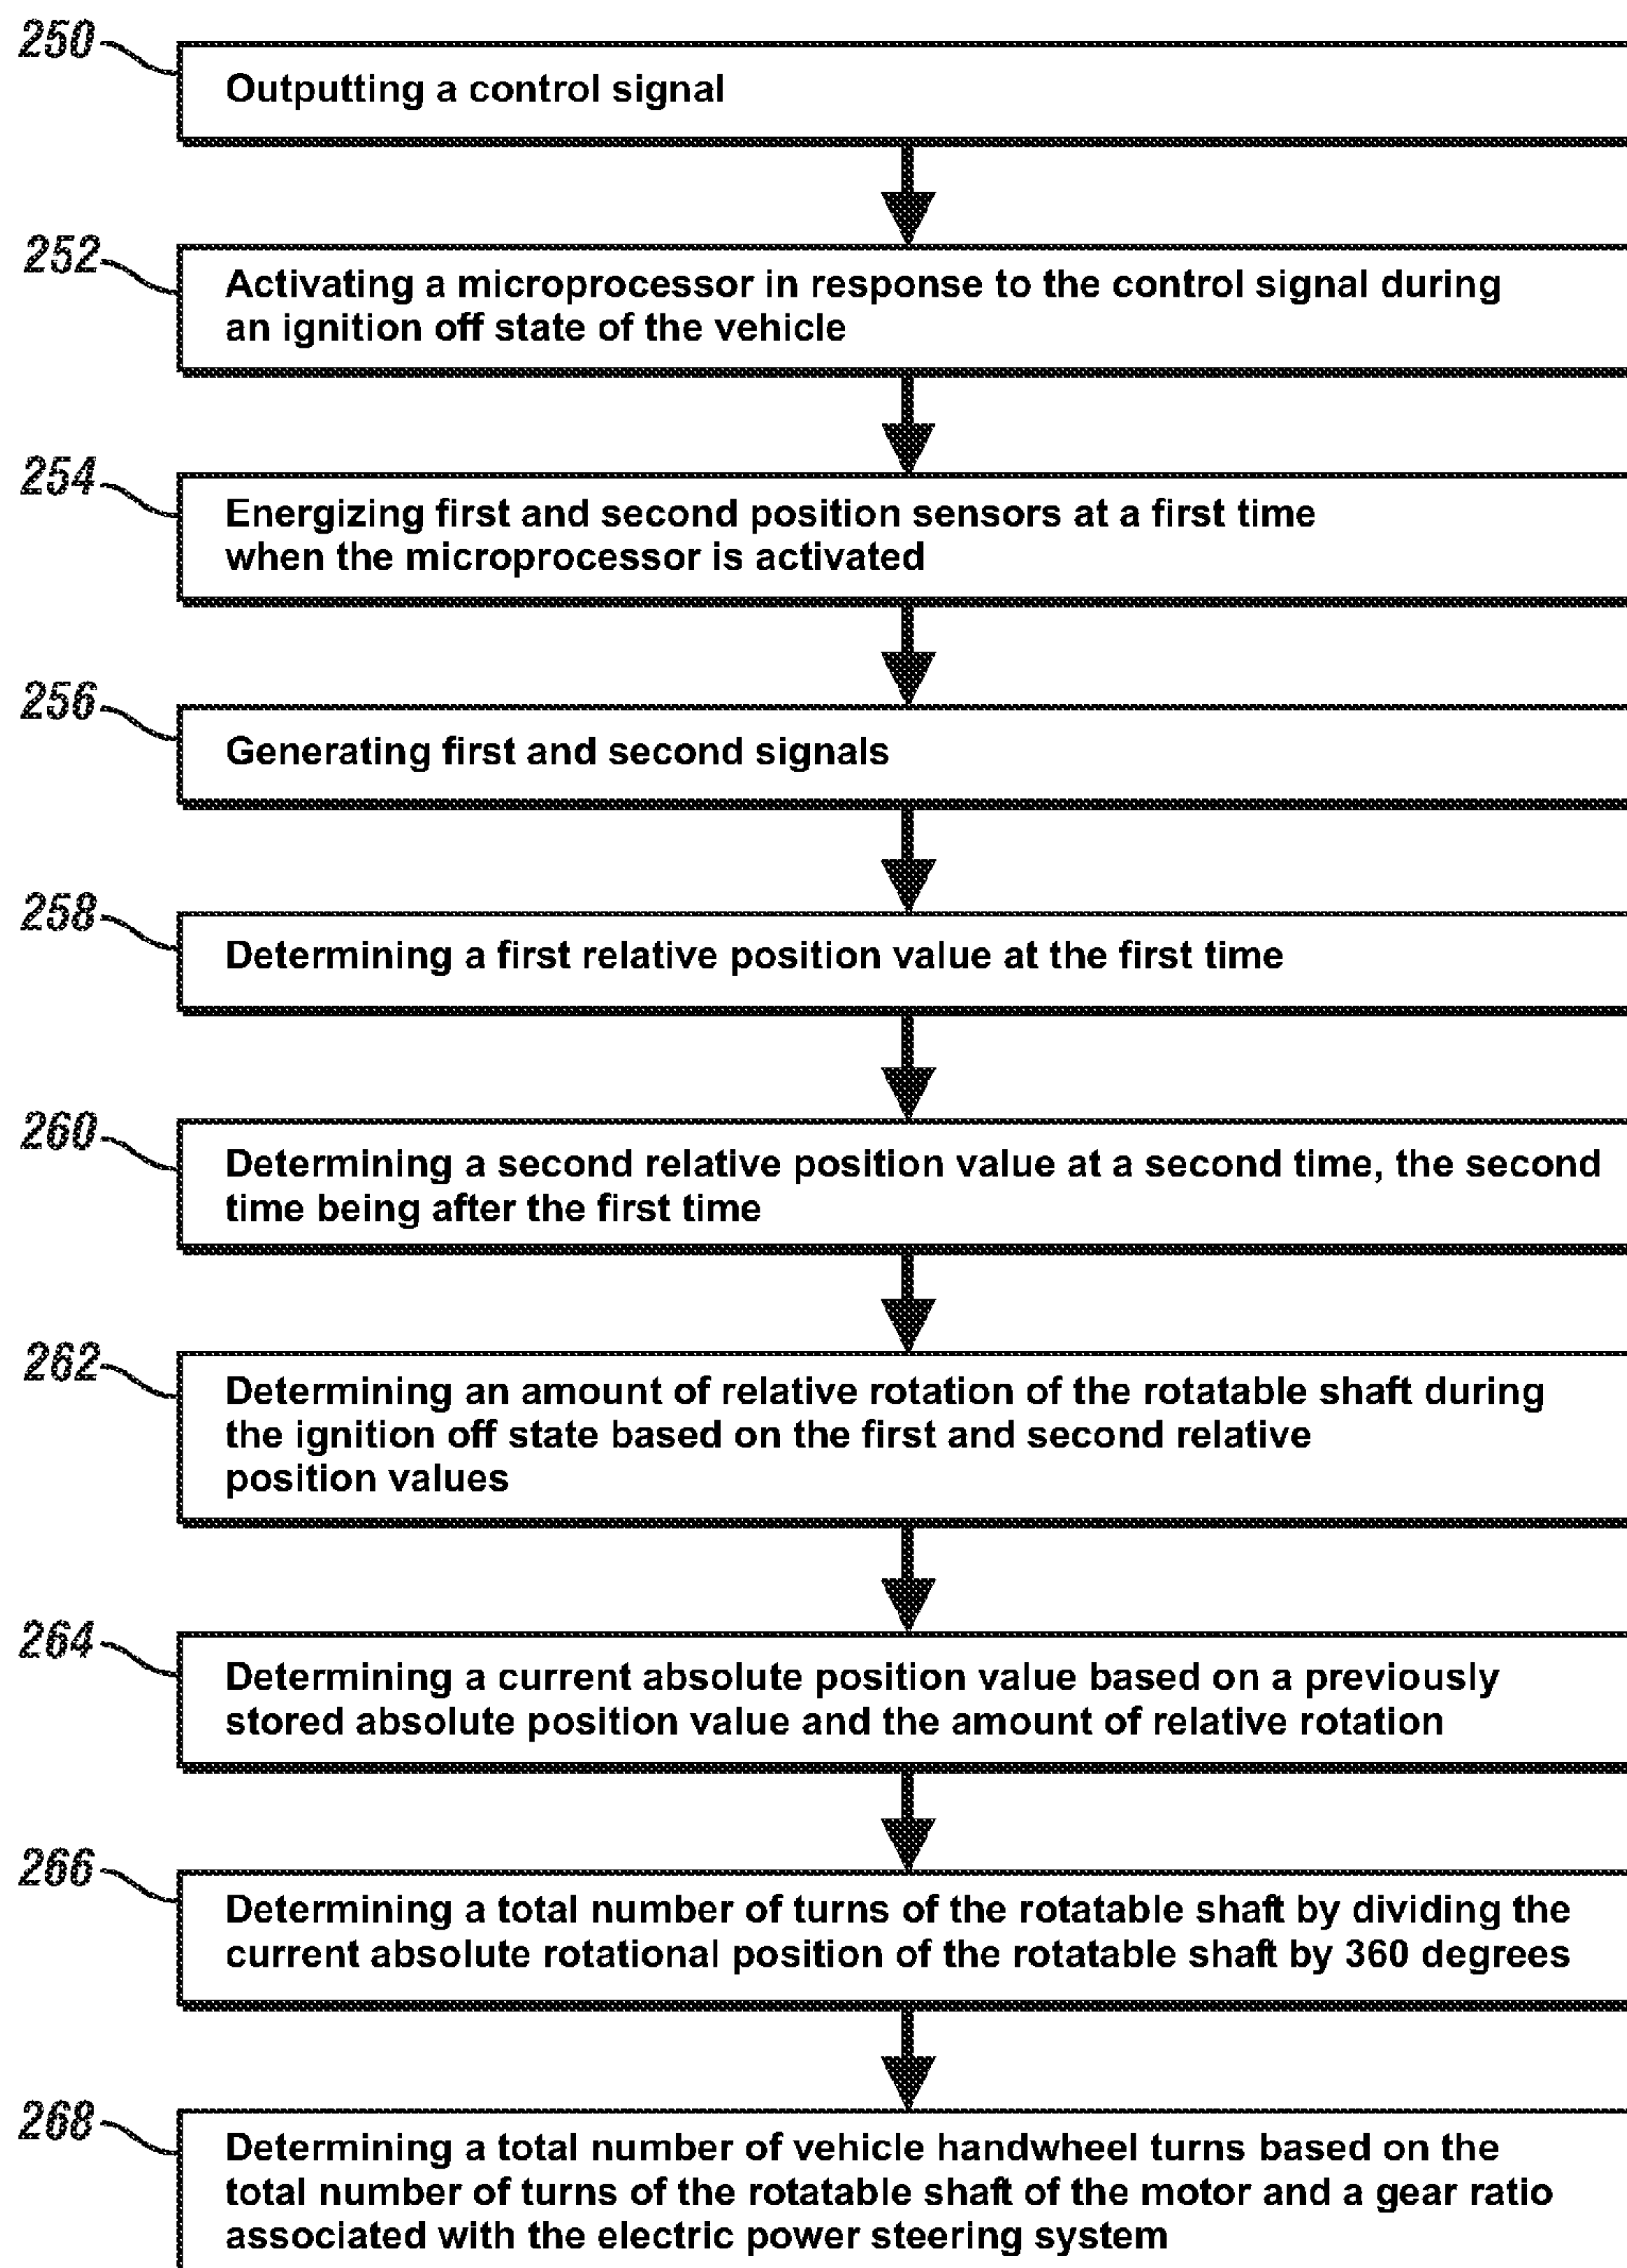 250
Outputting a control signal
252
Activating a microprocessor in response to the control signal during
an ignition off state of the vehicle
254
Energizing first and second position sensors at a first time
when the microprocessor is activated
256
Generating first and second signals
258
Determining a first relative position value at the first time
260
Determining a second relative position value at a second time, the second
time being after the first time
262
Determining an amount of relative rotation of the rotatable shaft during
the ignition off state based on the first and second relative
position values
264
Determining a current absolute position value based on a previously
stored absolute position value and the amount of relative rotation
266
Determining a total number of turns of the rotatable shaft by dividing the
current absolute rotational position of the rotatable shaft by 360 degrees
268
Determining a total number of vehicle handwheel turns based on the
total number of turns of the rotatable shaft of the motor and a gear ratio
associated with the electric power steering system